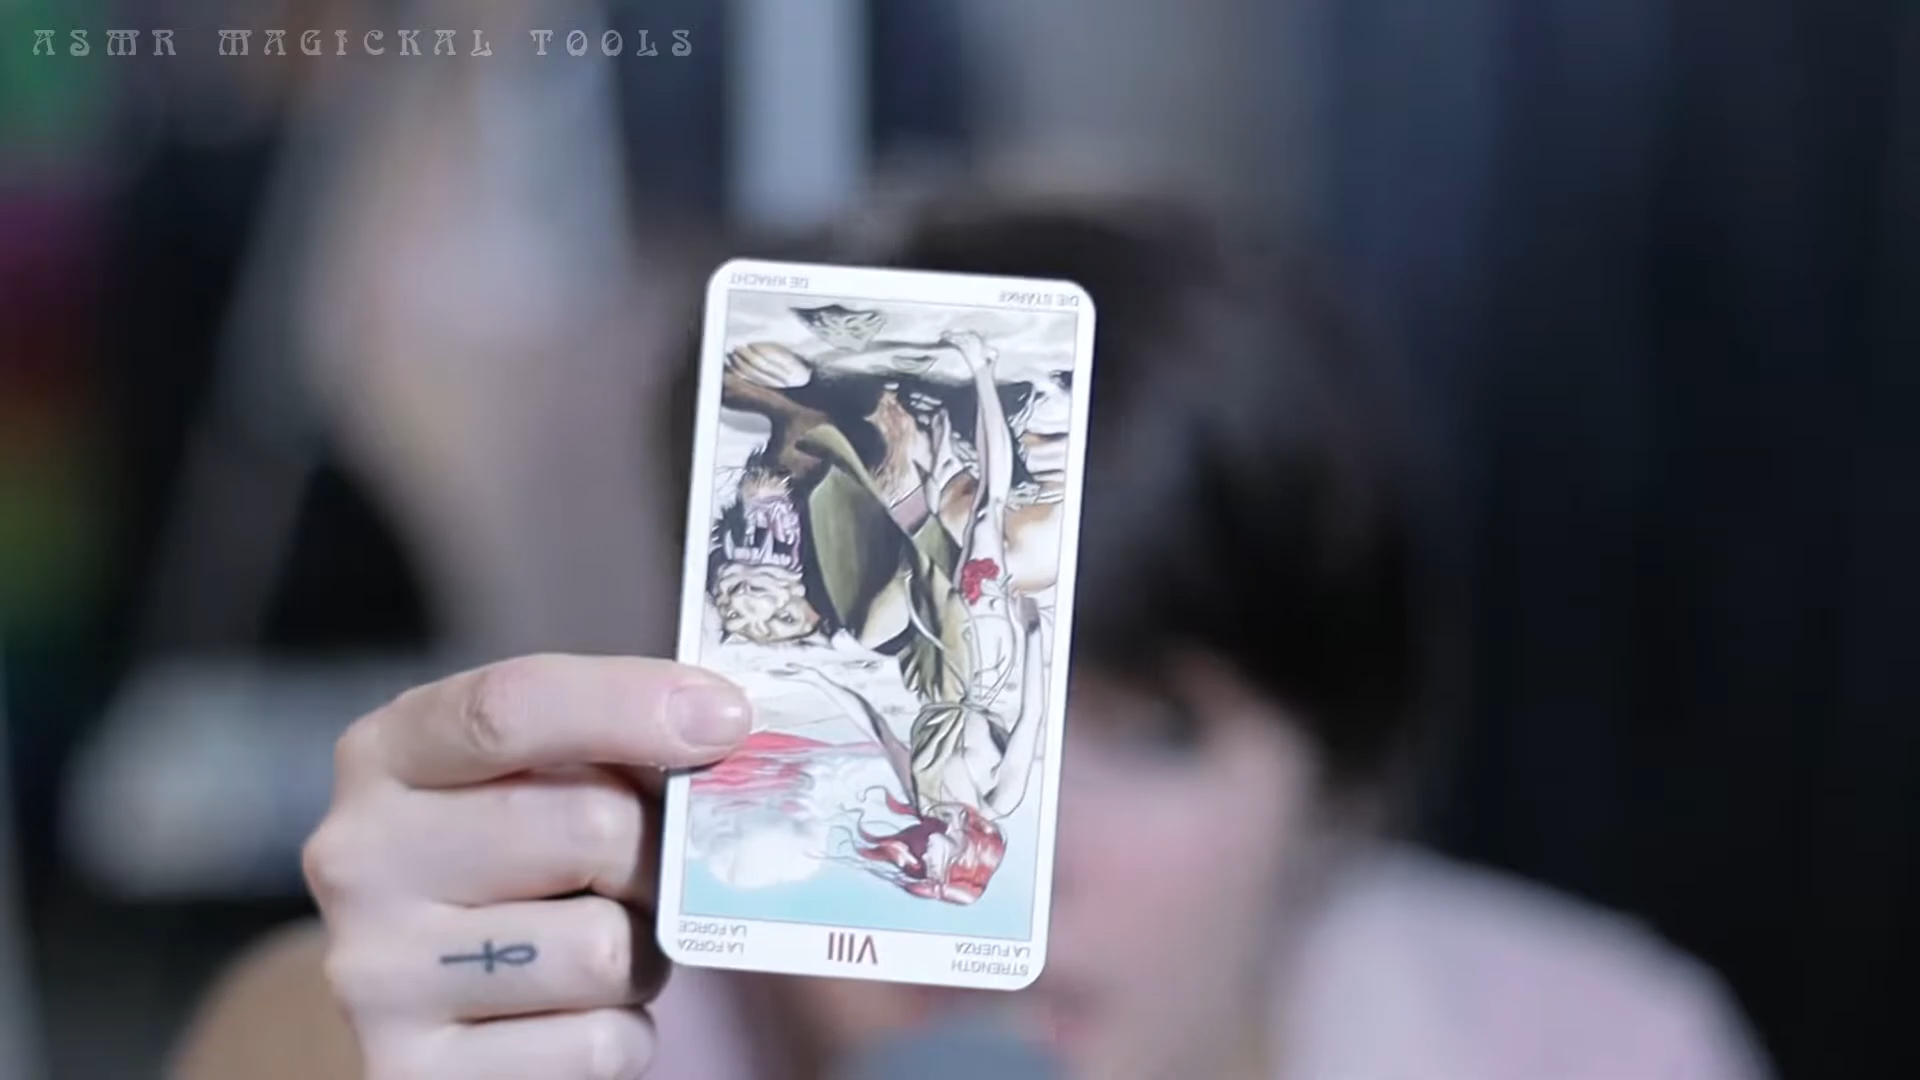 ASMR MAGICKAL TOOLS
DE KRACHT
DIE STÄRKE
LA FORCE
LA FORZA
VIII
LA FUERZA
STRENGTH